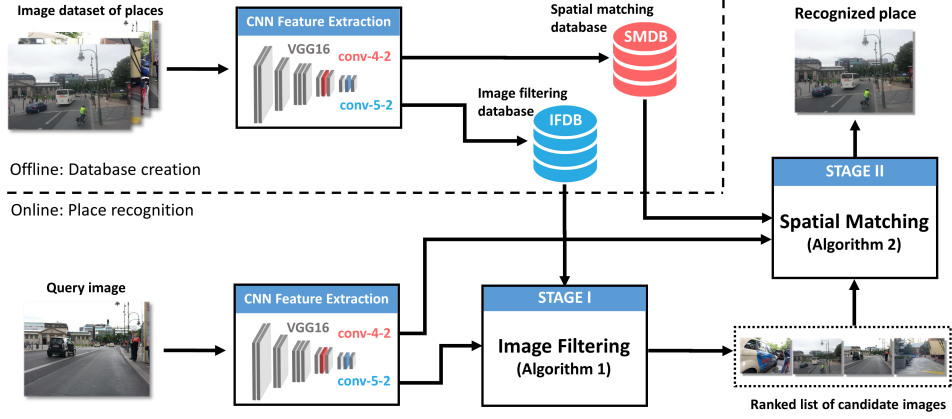 Image dataset of places
CNN Feature Extraction
VGG16
conv-4-2
conv-5-2
Spatial matching
database
SMDB
Image filtering
database
IFDB
Recognized place
Offline: Database creation
Online: Place recognition
STAGE II
Spatial Matching
(Algorithm 2)
Query image
CNN Feature Extraction
VGG16
conv-4-2
conv-5-2
STAGE I
Image Filtering
(Algorithm 1)
Ranked list of candidate images